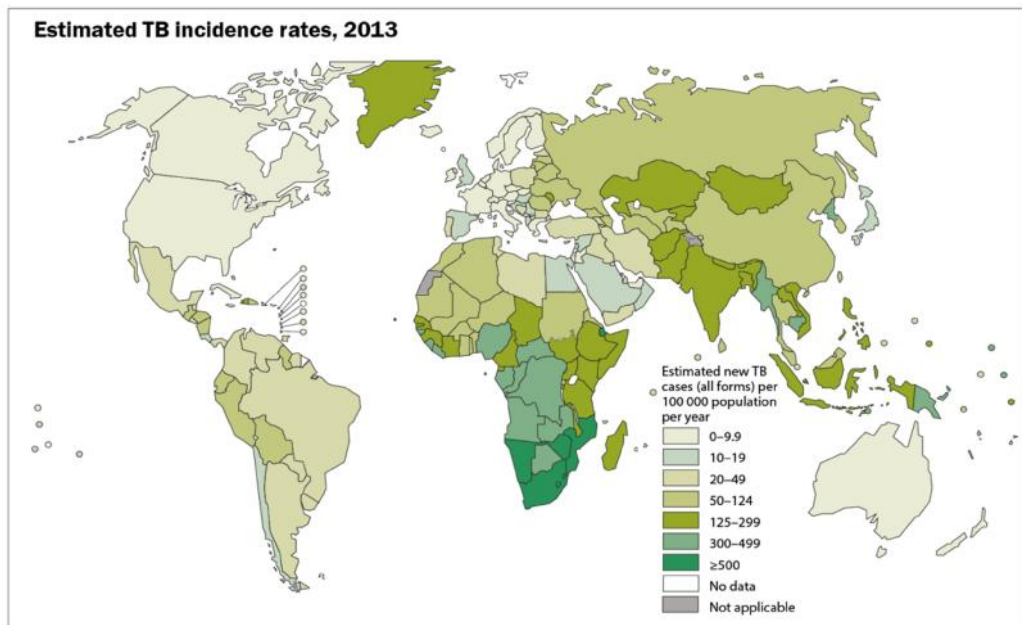 Estimated TB incidence rates, 2013
Estimated new TB
cases (all forms) per
100 000 population
per year
0–9.9
10–19
20–49
50–124
125–299
300–499
≥500
No data
Not applicable